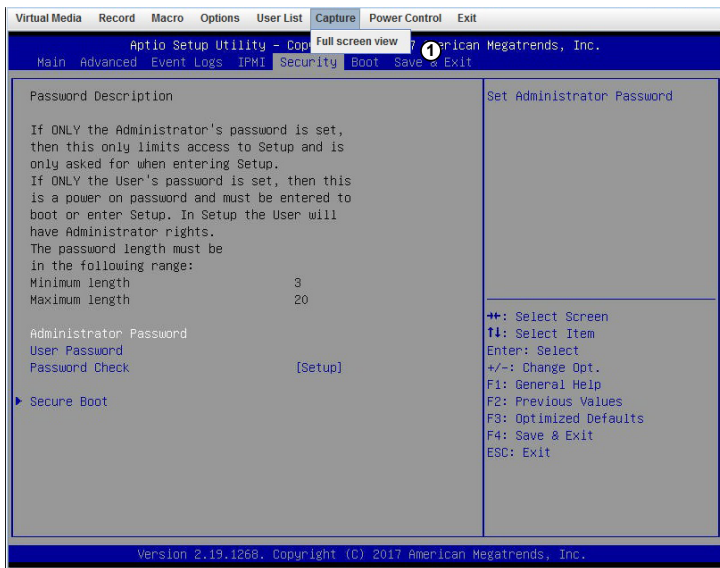 Virtual Media Record Macro Options User List Capture Power Control Exit
Full screen view
1
Aptio Setup Utility – Cop 7 erican Megatrends, Inc.
Main Advanced Event Logs IPMI Security Boot Save & Exit
Password Description
If ONLY the Administrator's password is set,
then this only limits access to Setup and is
only asked for when entering Setup.
If ONLY the User's password is set, then this
is a power on password and must be entered to
boot or enter Setup. In Setup the User will
have Administrator rights.
The password length must be
in the following range:
Minimum length 3
Maximum length 20
Administrator Password
User Password
Password Check [Setup]
Secure Boot
Set Administrator Password
→←: Select Screen
↑↓: Select Item
Enter: Select
+/-: Change Opt.
F1: General Help
F2: Previous Values
F3: Optimized Defaults
F4: Save & Exit
ESC: Exit
Version 2.19.1268. Copyright (C) 2017 American Megatrends, Inc.